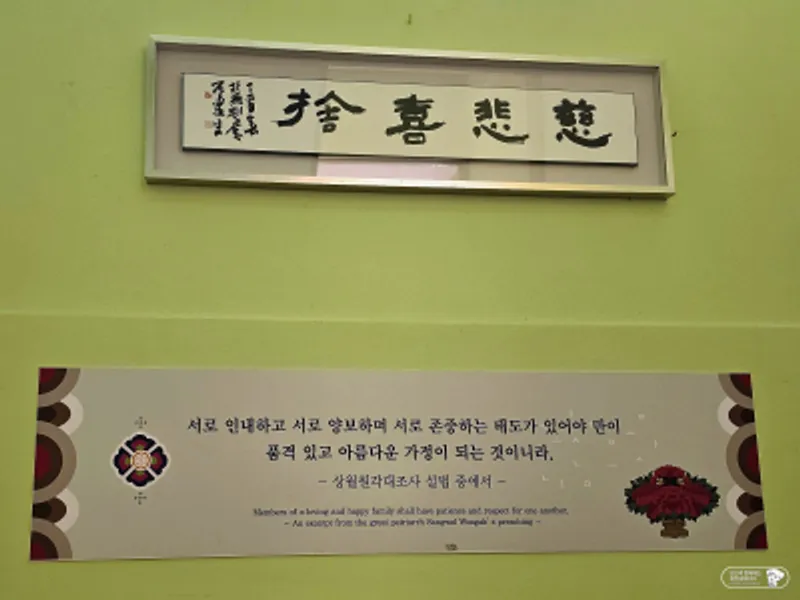 慈悲喜捨
서로 인내하고 서로 양보하며 서로 존중하는 태도가 있어야 만이
품격 있고 아름다운 가정이 되는 것이니라.
- 상월원각대조사 설법 중에서 -
Members of a loving and happy family shall have patience and respect for one another.
- An excerpt from the great patriarch Sangwol Wongak's preaching -